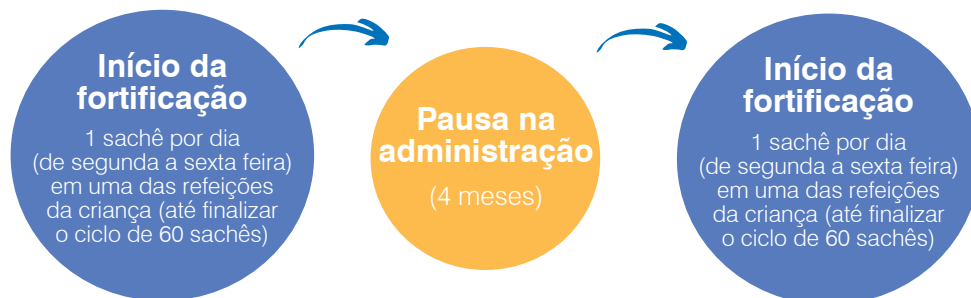 Início da
fortificação
1 sachê por dia
(de segunda a sexta feira)
em uma das refeições
da criança (até finalizar
o ciclo de 60 sachês)
Pausa na
administração
(4 meses)
Início da
fortificação
1 sachê por dia
(de segunda a sexta feira)
em uma das refeições
da criança (até finalizar
o ciclo de 60 sachês)